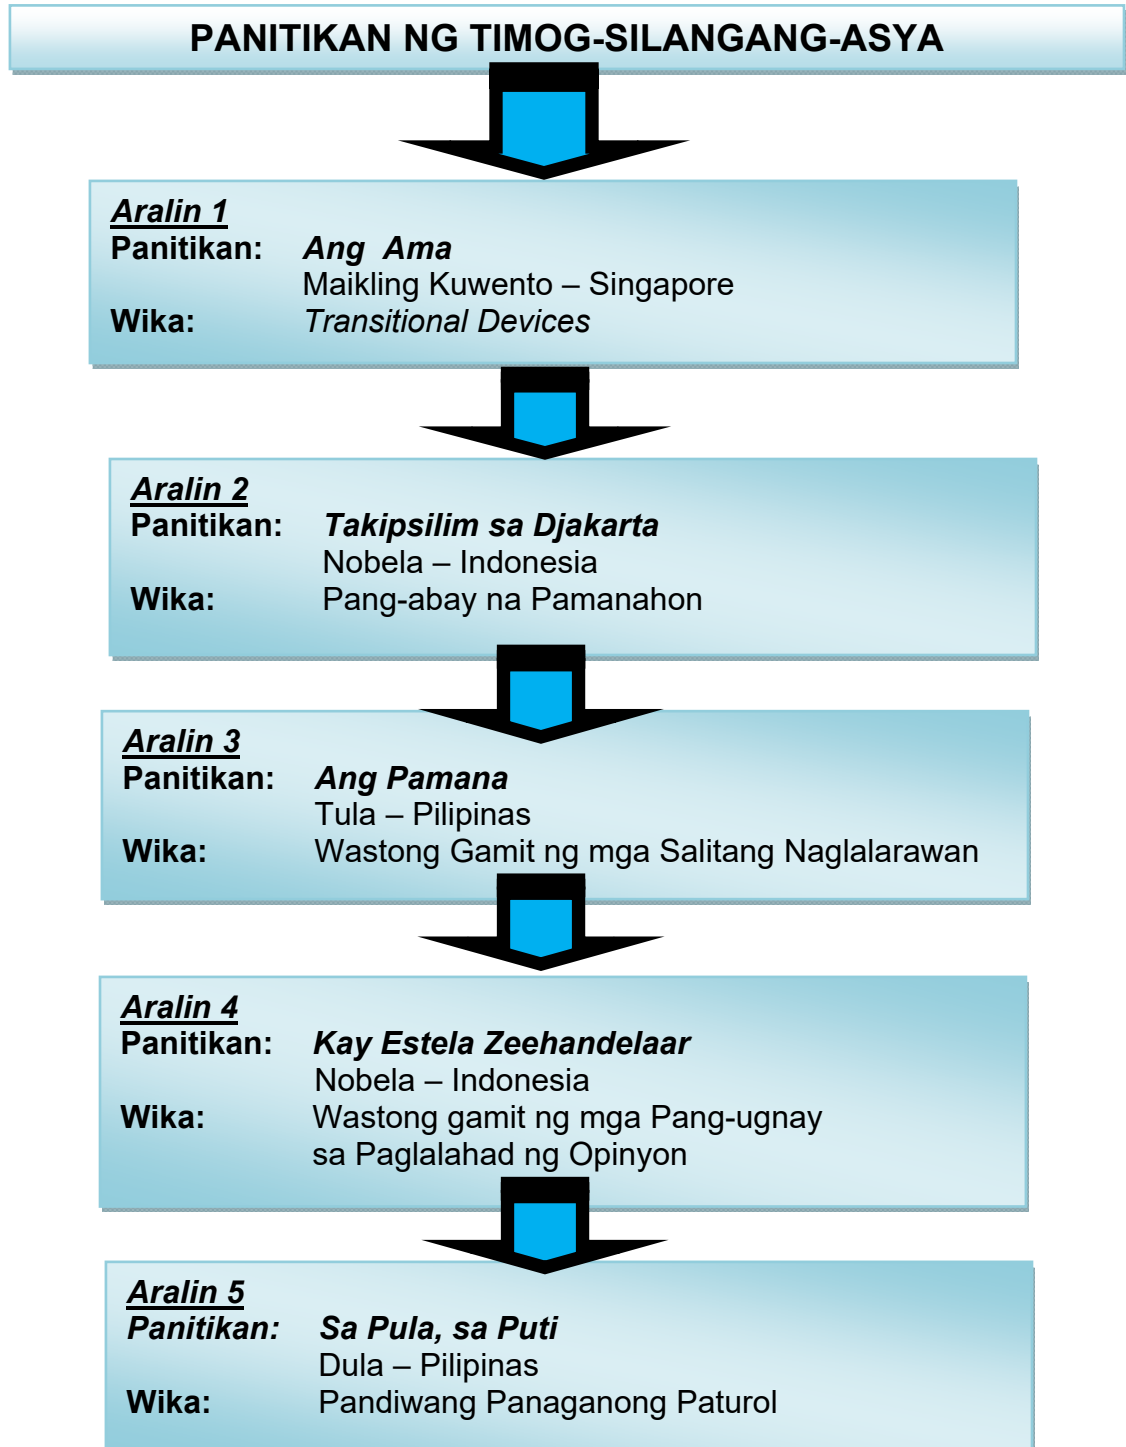 PANITIKAN NG TIMOG-SILANGANG-ASYA
Aralin 1
Panitikan: Ang Ama
Maikling Kuwento – Singapore
Wika: Transitional Devices
Aralin 2
Panitikan: Takipsilim sa Djakarta
Nobela – Indonesia
Wika: Pang-abay na Pamanahon
Aralin 3
Panitikan: Ang Pamana
Tula – Pilipinas
Wika: Wastong Gamit ng mga Salitang Naglalarawan
Aralin 4
Panitikan: Kay Estela Zeehandelaar
Nobela – Indonesia
Wika: Wastong gamit ng mga Pang-ugnay
sa Paglalahad ng Opinyon
Aralin 5
Panitikan: Sa Pula, sa Puti
Dula – Pilipinas
Wika: Pandiwang Panaganong Paturol